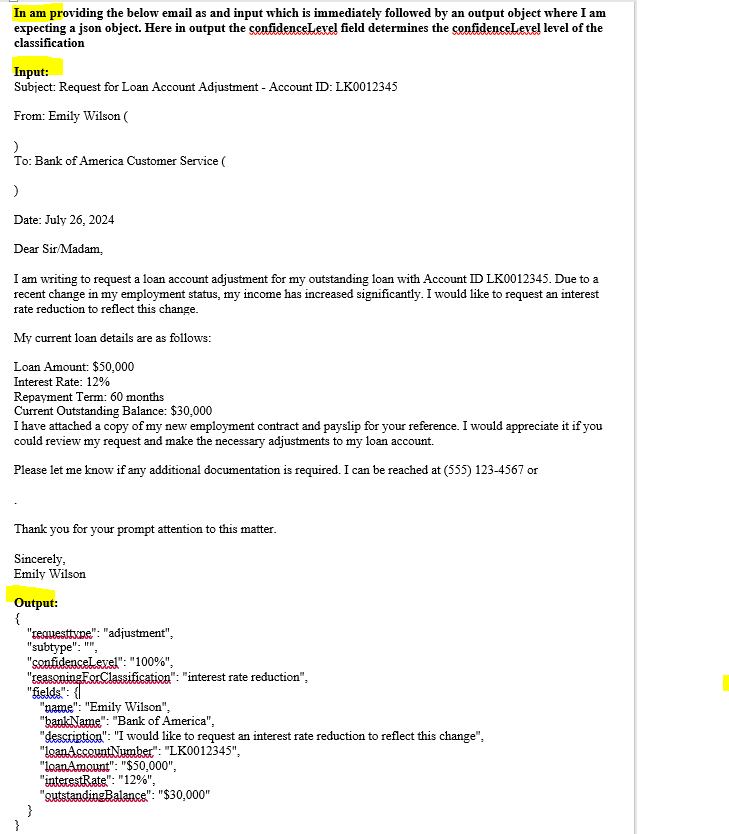 In am providing the below email as and input which is immediately followed by an output object where I am
expecting a json object. Here in output the confidenceLevel field determines the confidenceLevel level of the
classification
Input:
Subject: Request for Loan Account Adjustment - Account ID: LK0012345
From: Emily Wilson (
)
To: Bank of America Customer Service (
)
Date: July 26, 2024
Dear Sir/Madam,
I am writing to request a loan account adjustment for my outstanding loan with Account ID LK0012345. Due to a
recent change in my employment status, my income has increased significantly. I would like to request an interest
rate reduction to reflect this change.
My current loan details are as follows:
Loan Amount: $50,000
Interest Rate: 12%
Repayment Term: 60 months
Current Outstanding Balance: $30,000
I have attached a copy of my new employment contract and payslip for your reference. I would appreciate it if you
could review my request and make the necessary adjustments to my loan account.
Please let me know if any additional documentation is required. I can be reached at (555) 123-4567 or
.
Thank you for your prompt attention to this matter.
Sincerely,
Emily Wilson
Output:
{
"requesttype": "adjustment",
"subtype": "",
"confidenceLevel": "100%",
"reasoningForClassification": "interest rate reduction",
"fields": {
"name": "Emily Wilson",
"bankName": "Bank of America",
"description": "I would like to request an interest rate reduction to reflect this change",
"loanAccountNumber": "LK0012345",
"loanAmount": "$50,000",
"interestRate": "12%",
"outstandingBalance": "$30,000"
}
}